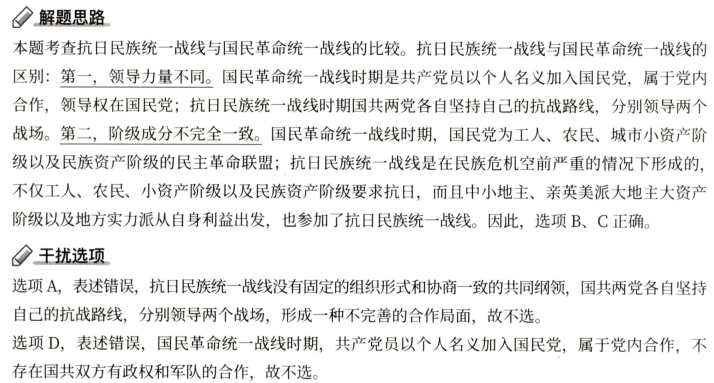 解题思路
本题考查抗日民族统一战线与国民革命统一战线的比较。抗日民族统一战线与国民革命统一战线的
区别：第一，领导力量不同。国民革命统一战线时期是共产党员以个人名义加入国民党，属于党内
合作，领导权在国民党；抗日民族统一战线时期国共两党各自坚持自己的抗战路线，分别领导两个
战场。第二，阶级成分不完全一致。国民革命统一战线时期，国民党为工人、农民、城市小资产阶
级以及民族资产阶级的民主革命联盟；抗日民族统一战线是在民族危机空前严重的情况下形成的，
不仅工人、农民、小资产阶级以及民族资产阶级要求抗日，而且中小地主、亲英美派大地主大资产
阶级以及地方实力派从自身利益出发，也参加了抗日民族统一战线。因此，选项 B、C 正确。
干扰选项
选项 A，表述错误，抗日民族统一战线没有固定的组织形式和协商一致的共同纲领，国共两党各自坚持
自己的抗战路线，分别领导两个战场，形成一种不完善的合作局面，故不选。
选项 D，表述错误，国民革命统一战线时期，共产党员以个人名义加入国民党，属于党内合作，不
存在国共双方有政权和军队的合作，故不选。